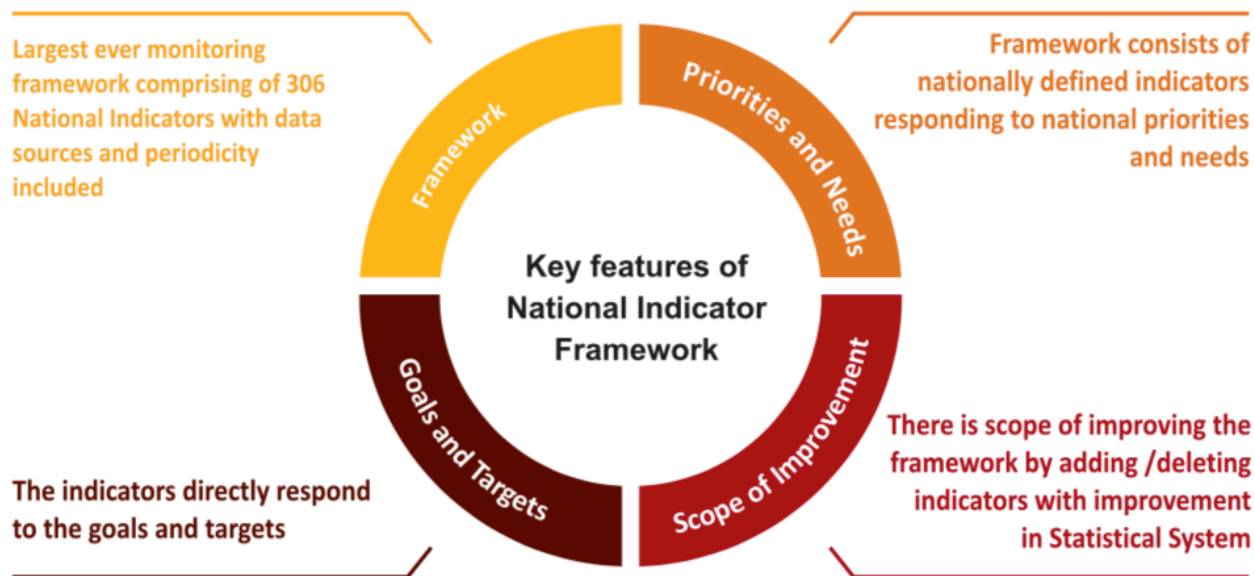 Largest ever monitoring
framework comprising of 306
National Indicators with data
sources and periodicity
included
Framework consists of
nationally defined indicators
responding to national priorities
and needs
Framework
Priorities and Needs
Key features of
National Indicator
Framework
Goals and Targets
Scope of Improvement
The indicators directly respond
to the goals and targets
There is scope of improving the
framework by adding /deleting
indicators with improvement
in Statistical System